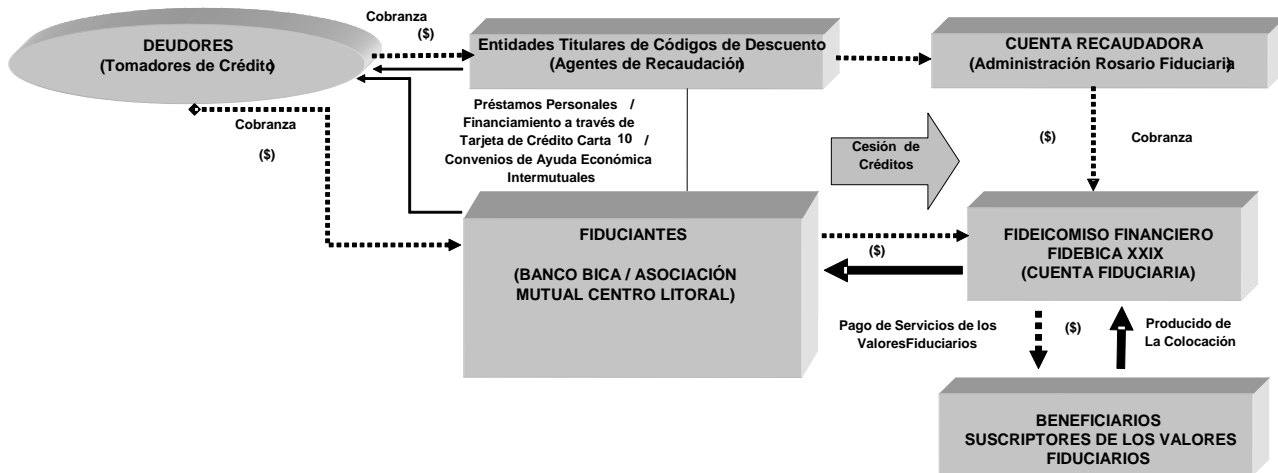 Cobranza
($)
DEUDORES
(Tomadores de Crédito)
Entidades Titulares de Códigos de Descuento
(Agentes de Recaudación)
CUENTA RECAUDADORA
(Administración Rosario Fiduciaria)
Cobranza
($)
Préstamos Personales /
Financiamiento a través de
Tarjeta de Crédito Carta 10 /
Convenios de Ayuda Económica
Intermutuales
Cesión de
Créditos
($)
Cobranza
FIDUCIANTES
(BANCO BICA / ASOCIACIÓN
MUTUAL CENTRO LITORAL)
($)
FIDEICOMISO FINANCIERO
FIDEBICA XXIX
(CUENTA FIDUCIARIA)
Pago de Servicios de los
ValoresFiduciarios
($)
Producido de
La Colocación
BENEFICIARIOS
SUSCRIPTORES DE LOS VALORES
FIDUCIARIOS